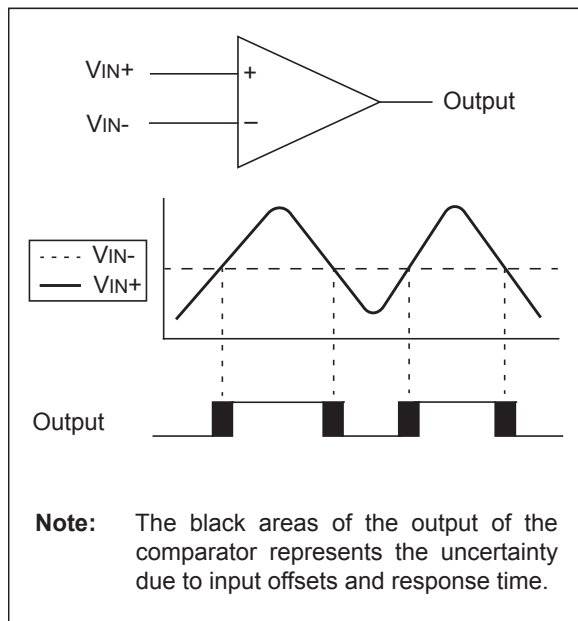 VIN+
+
Output
VIN-
−
VIN-
VIN+
Output
Note: The black areas of the output of the
comparator represents the uncertainty
due to input offsets and response time.